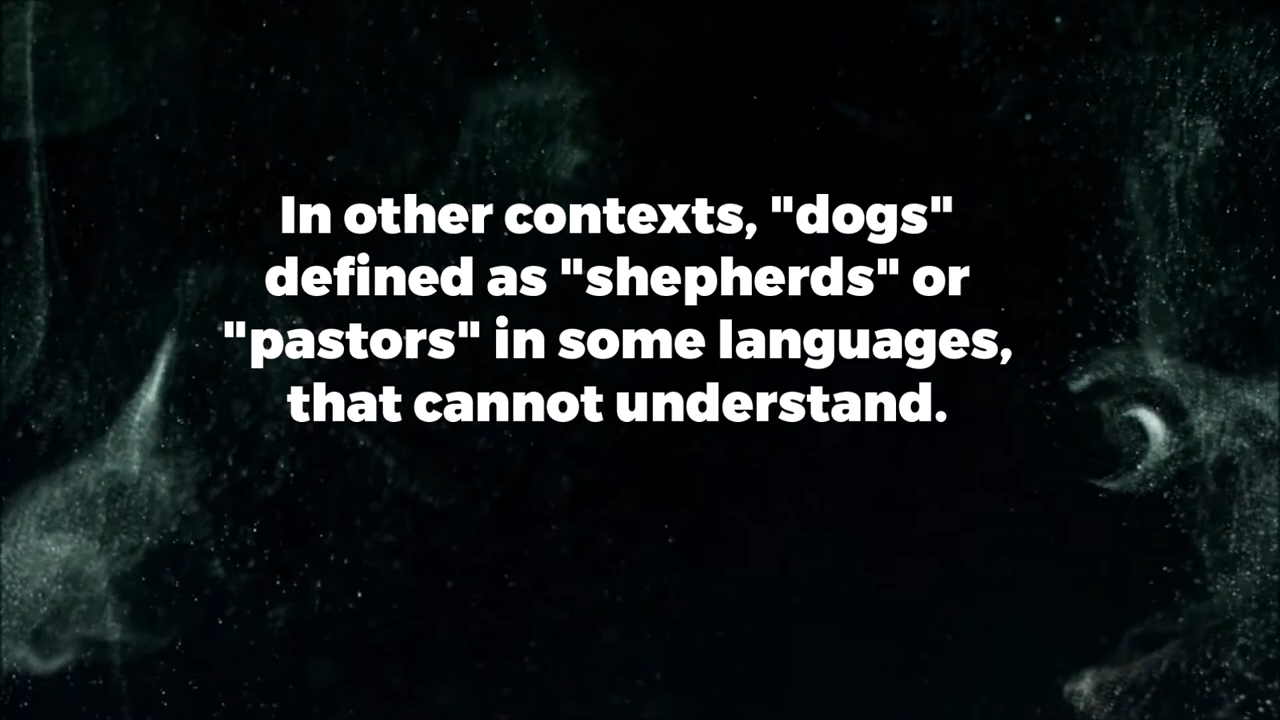 In other contexts, "dogs"
defined as "shepherds" or
"pastors" in some languages,
that cannot understand.